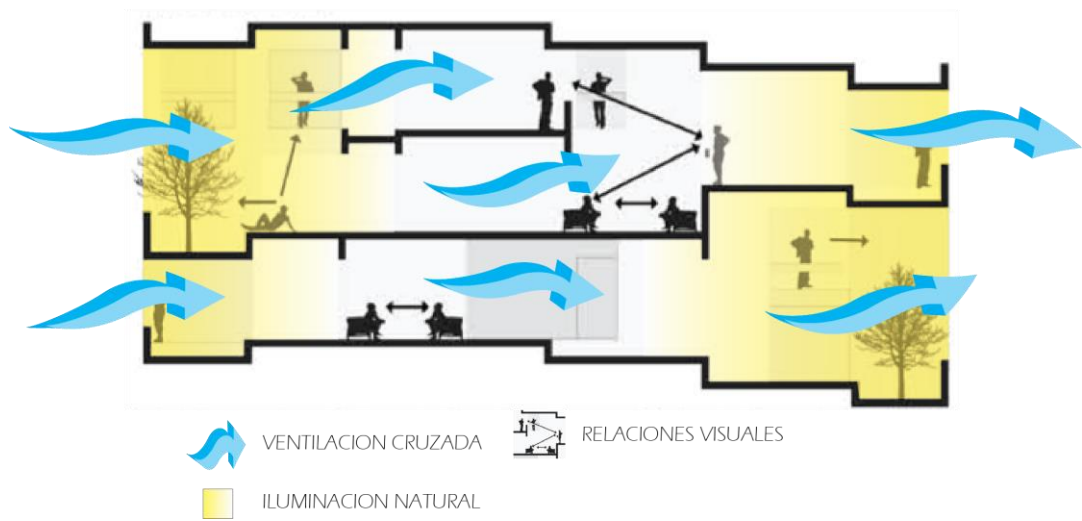 VENTILACION CRUZADA
RELACIONES VISUALES
ILUMINACION NATURAL